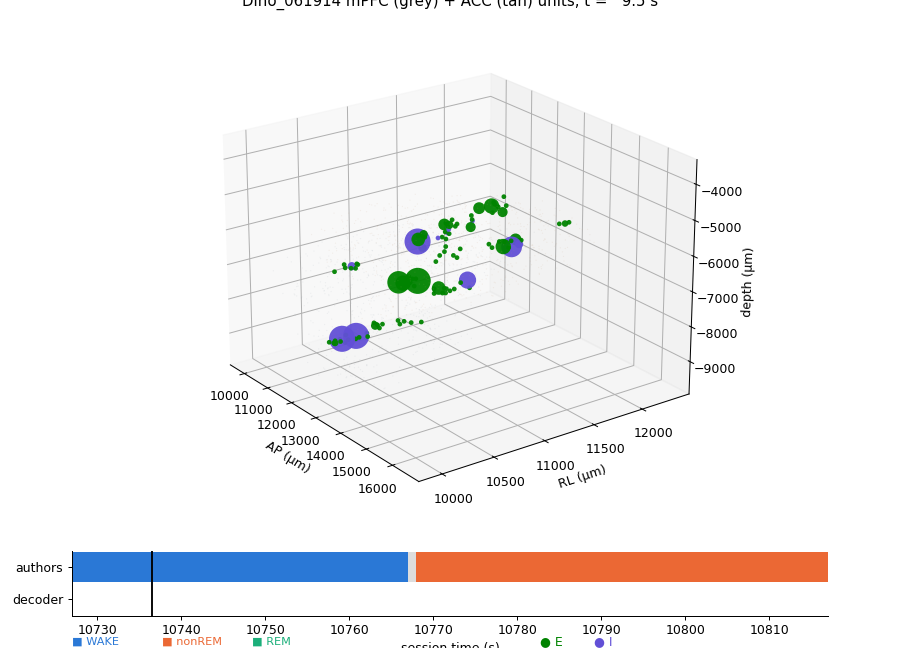 Dino_061914 mPFC (grey) + ACC (tan) units, t = 9.5 s
−4000
−5000
−6000
−7000
−8000
−9000
depth (μm)
10000
11000
12000
13000
14000
15000
16000
AP (μm)
10000
10500
11000
11500
12000
RL (μm)
authors
decoder
10730 10740 10750 10760 10770 10780 10790 10800 10810
WAKE nonREM REM E I
session time (s)